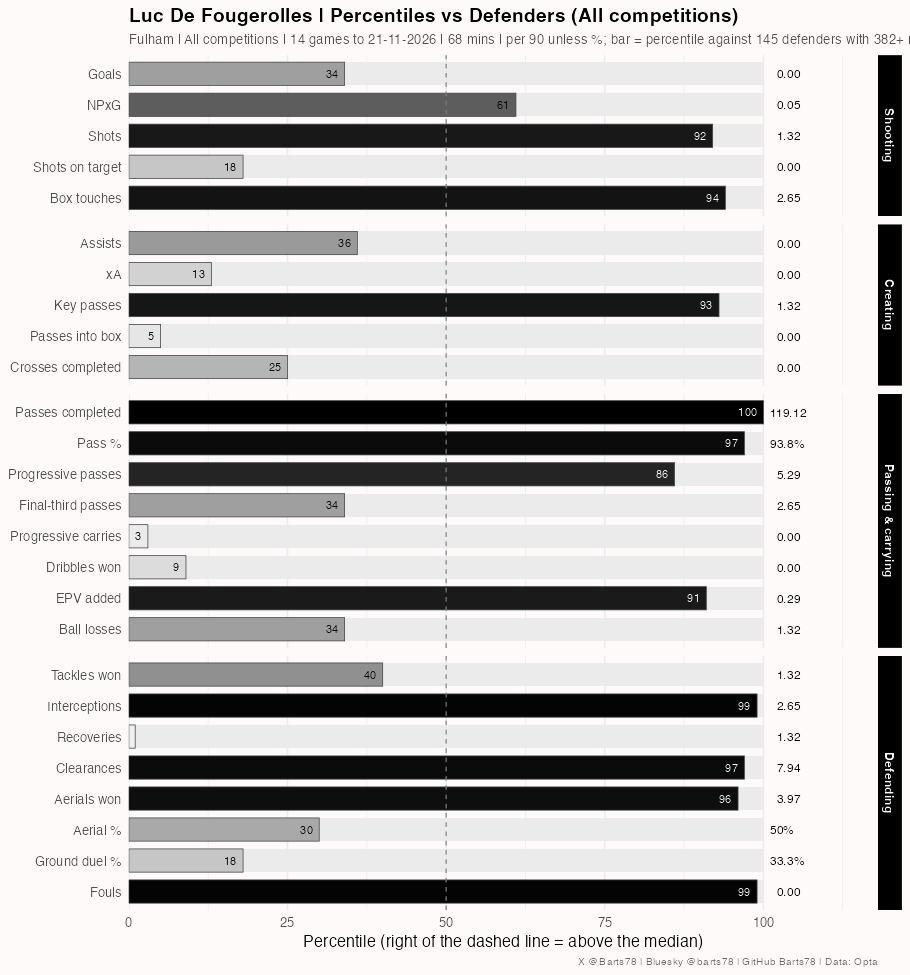 Luc De Fougerolles | Percentiles vs Defenders (All competitions)
Fulham | All competitions | 14 games to 21-11-2026 | 68 mins | per 90 unless %; bar = percentile against 145 defenders with 382+
Goals 34 0.00
NPxG 61 0.05
Shots 92 1.32
Shots on target 18 0.00
Box touches 94 2.65
Shooting
Assists 36 0.00
xA 13 0.00
Key passes 93 1.32
Passes into box 5 0.00
Crosses completed 25 0.00
Creating
Passes completed 100 119.12
Pass % 97 93.8%
Progressive passes 86 5.29
Final-third passes 34 2.65
Progressive carries 3 0.00
Dribbles won 9 0.00
EPV added 91 0.29
Ball losses 34 1.32
Passing & carrying
Tackles won 40 1.32
Interceptions 99 2.65
Recoveries 1.32
Clearances 97 7.94
Aerials won 96 3.97
Aerial % 30 50%
Ground duel % 18 33.3%
Fouls 99 0.00
Defending
0 25 50 75 100
Percentile (right of the dashed line = above the median)
X @Barts78 | Bluesky @barts78 | GitHub Barts78 | Data: Opta